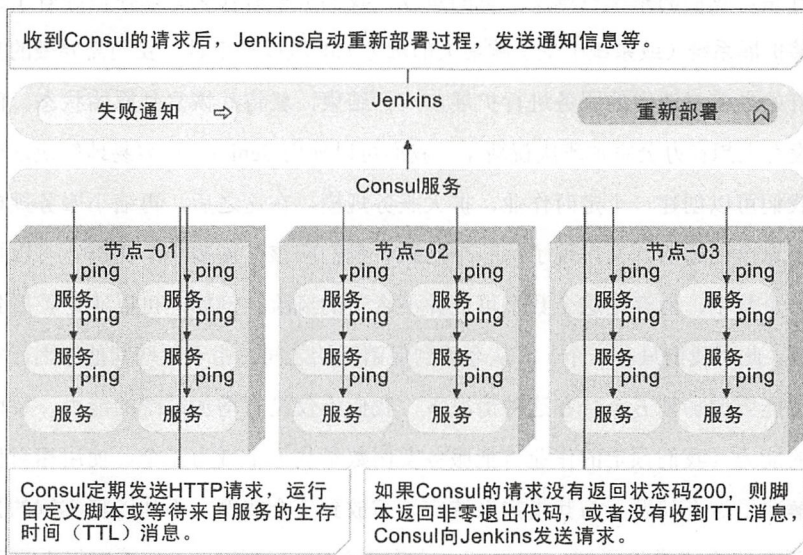 收到Consul的请求后，Jenkins启动重新部署过程，发送通知信息等。
失败通知 ⇨ Jenkins 重新部署
Consul服务
节点-01 节点-02 节点-03
ping ping ping ping ping ping
服务 服务 服务 服务 服务 服务
ping ping ping ping ping ping
服务 服务 服务 服务 服务 服务
ping ping ping ping ping ping
服务 服务 服务 服务 服务 服务
Consul定期发送HTTP请求，运行
自定义脚本或等待来自服务的生存
时间（TTL）消息。
如果Consul的请求没有返回状态码200，则脚
本返回非零退出代码，或者没有收到TTL消息，
Consul向Jenkins发送请求。